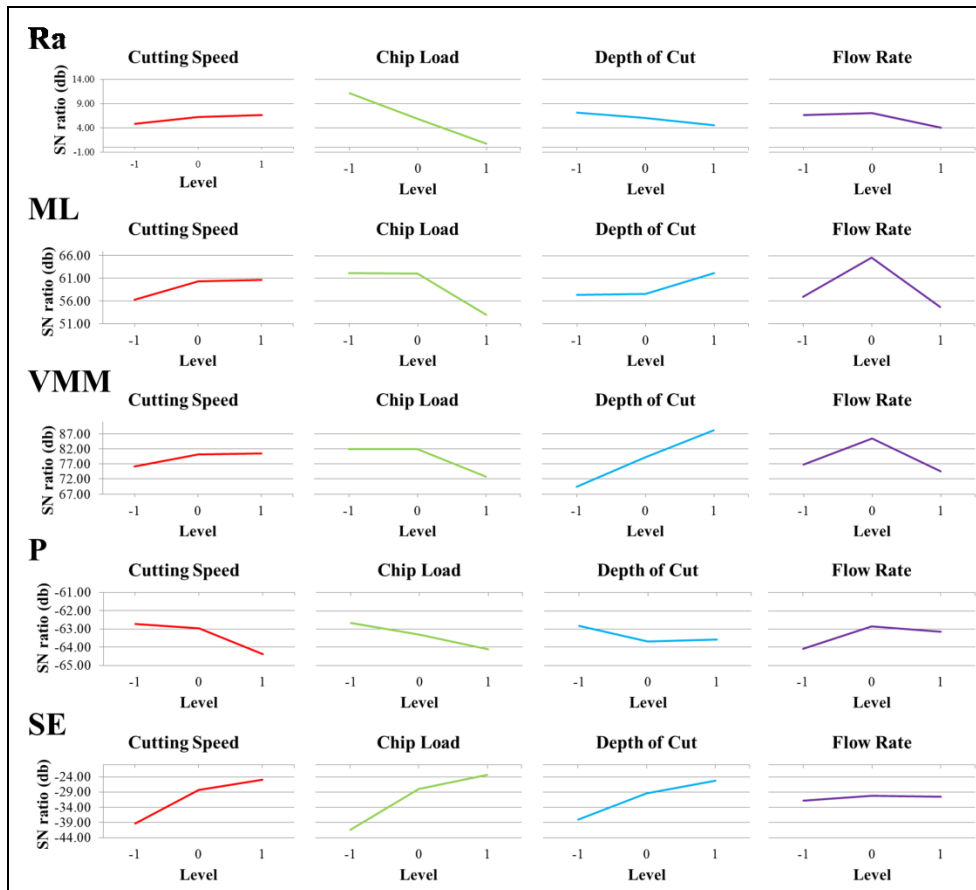 Ra
Cutting Speed Chip Load Depth of Cut Flow Rate
SN ratio (db)
14.00
9.00
4.00
-1.00
-1 0 1 -1 0 1 -1 0 1 -1 0 1
Level Level Level Level
ML
Cutting Speed Chip Load Depth of Cut Flow Rate
SN ratio (db)
66.00
61.00
56.00
51.00
-1 0 1 -1 0 1 -1 0 1 -1 0 1
Level Level Level Level
VMM
Cutting Speed Chip Load Depth of Cut Flow Rate
SN ratio (db)
87.00
82.00
77.00
72.00
67.00
-1 0 1 -1 0 1 -1 0 1 -1 0 1
Level Level Level Level
P
Cutting Speed Chip Load Depth of Cut Flow Rate
SN ratio (db)
-61.00
-62.00
-63.00
-64.00
-65.00
-1 0 1 -1 0 1 -1 0 1 -1 0 1
Level Level Level Level
SE
Cutting Speed Chip Load Depth of Cut Flow Rate
SN ratio (db)
-24.00
-29.00
-34.00
-39.00
-44.00
-1 0 1 -1 0 1 -1 0 1 -1 0 1
Level Level Level Level